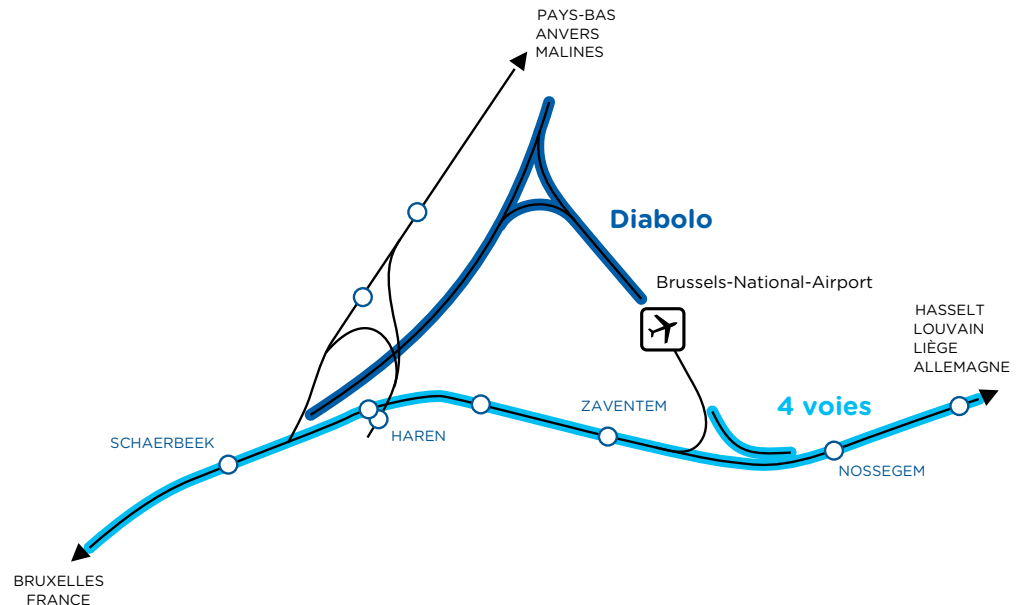 PAYS-BAS
ANVERS
MALINES
Diabolo
Brussels-National-Airport
HASSELT
LOUVAIN
LIÈGE
ALLEMAGNE
ZAVENTEM
4 voies
SCHAERBEEK
HAREN
NOSSEGEM
BRUXELLES
FRANCE